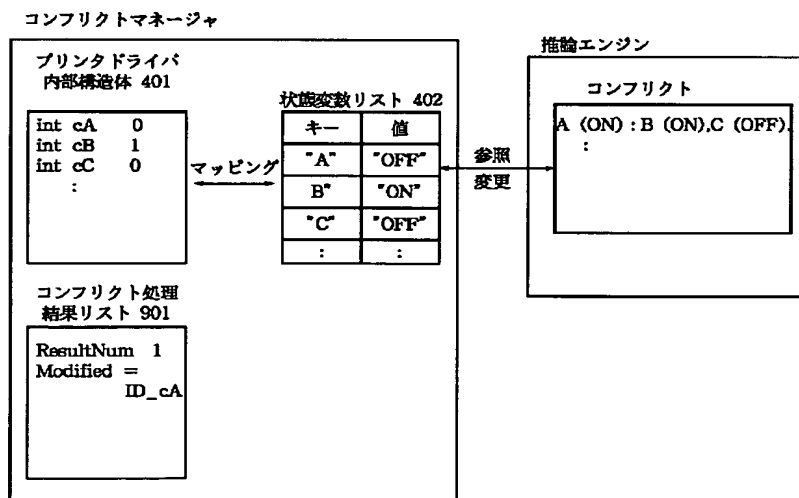 コンフリクトマネージャ
プリンタドライバ
内部構造体 401
int cA 0
int cB 1
int cC 0
:
マッピング
状態変数リスト 402
キー 値
"A" "OFF"
B" "ON"
"C" "OFF"
: :
参照
変更
推論エンジン
コンフリクト
A (ON) : B (ON),C (OFF).
:
コンフリクト処理
結果リスト 901
ResultNum 1
Modified =
ID_cA